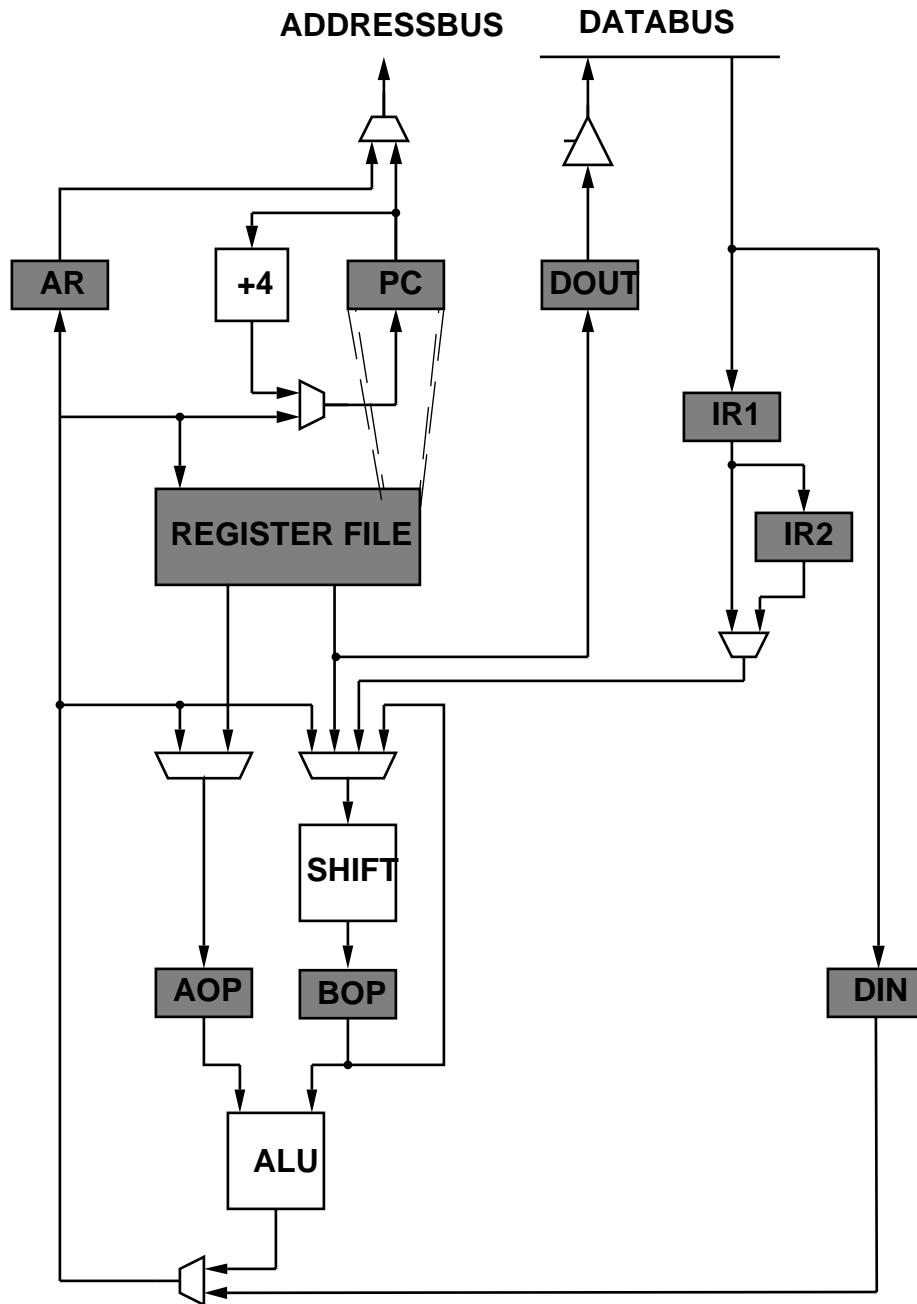 ADDRESSBUS
DATABUS
AR
+4
PC
DOUT
IR1
REGISTER FILE
IR2
SHIFT
AOP
BOP
DIN
ALU